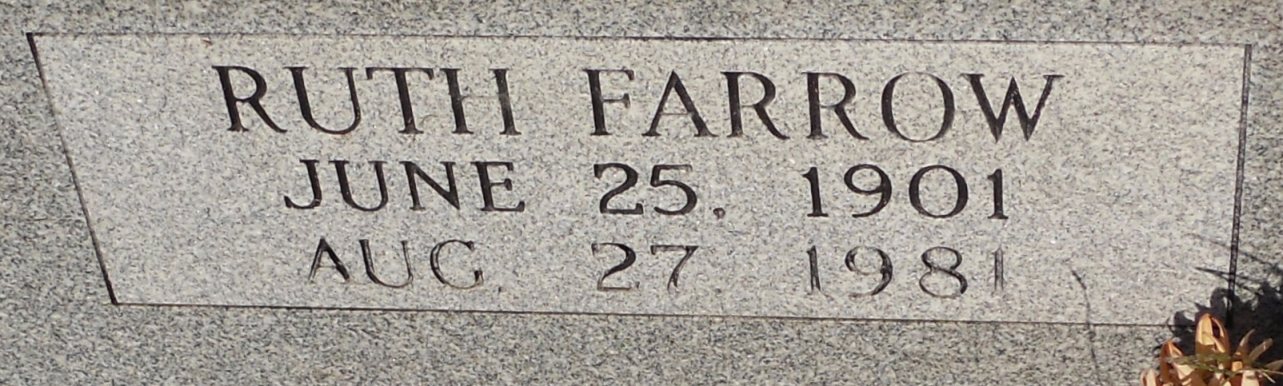 RUTH FARROW
JUNE 25, 1901
AUG. 27 1981